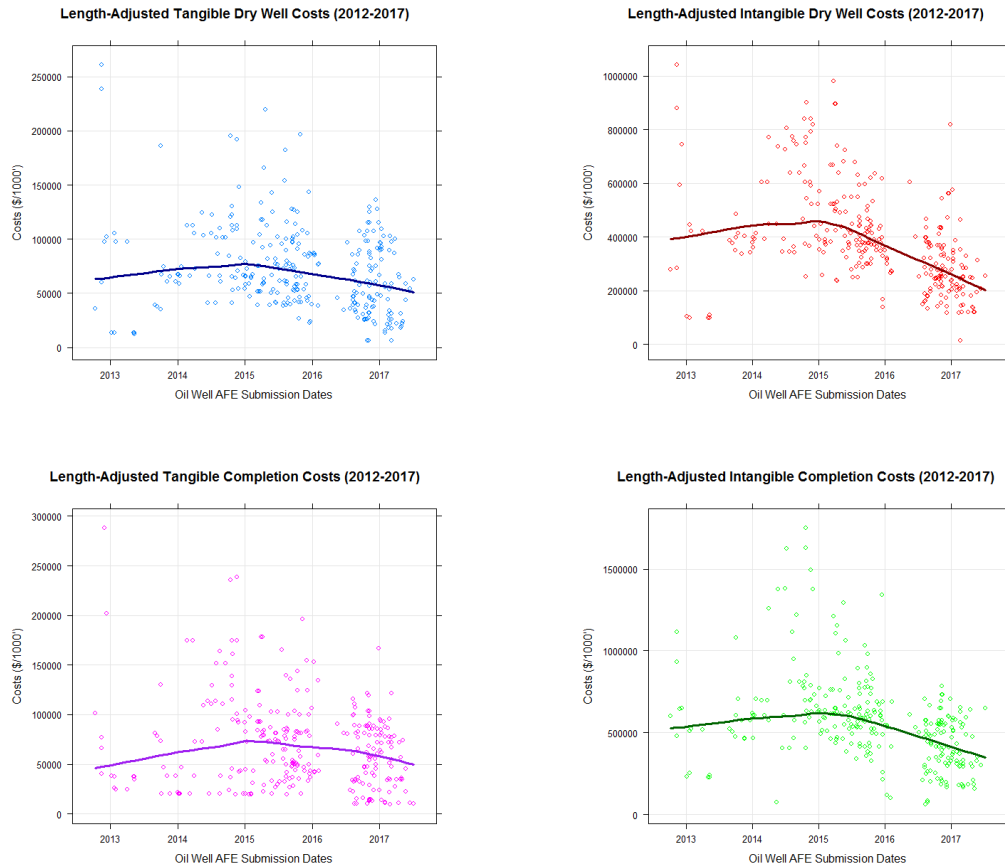 Length-Adjusted Tangible Dry Well Costs (2012-2017)
250000
200000
150000
100000
50000
0
Costs ($/1000')
2013 2014 2015 2016 2017
Oil Well AFE Submission Dates
Length-Adjusted Intangible Dry Well Costs (2012-2017)
1000000
800000
600000
400000
200000
0
Costs ($/1000')
2013 2014 2015 2016 2017
Oil Well AFE Submission Dates
Length-Adjusted Tangible Completion Costs (2012-2017)
300000
250000
200000
150000
100000
50000
0
Costs ($/1000')
2013 2014 2015 2016 2017
Oil Well AFE Submission Dates
Length-Adjusted Intangible Completion Costs (2012-2017)
1500000
1000000
500000
0
Costs ($/1000')
2013 2014 2015 2016 2017
Oil Well AFE Submission Dates